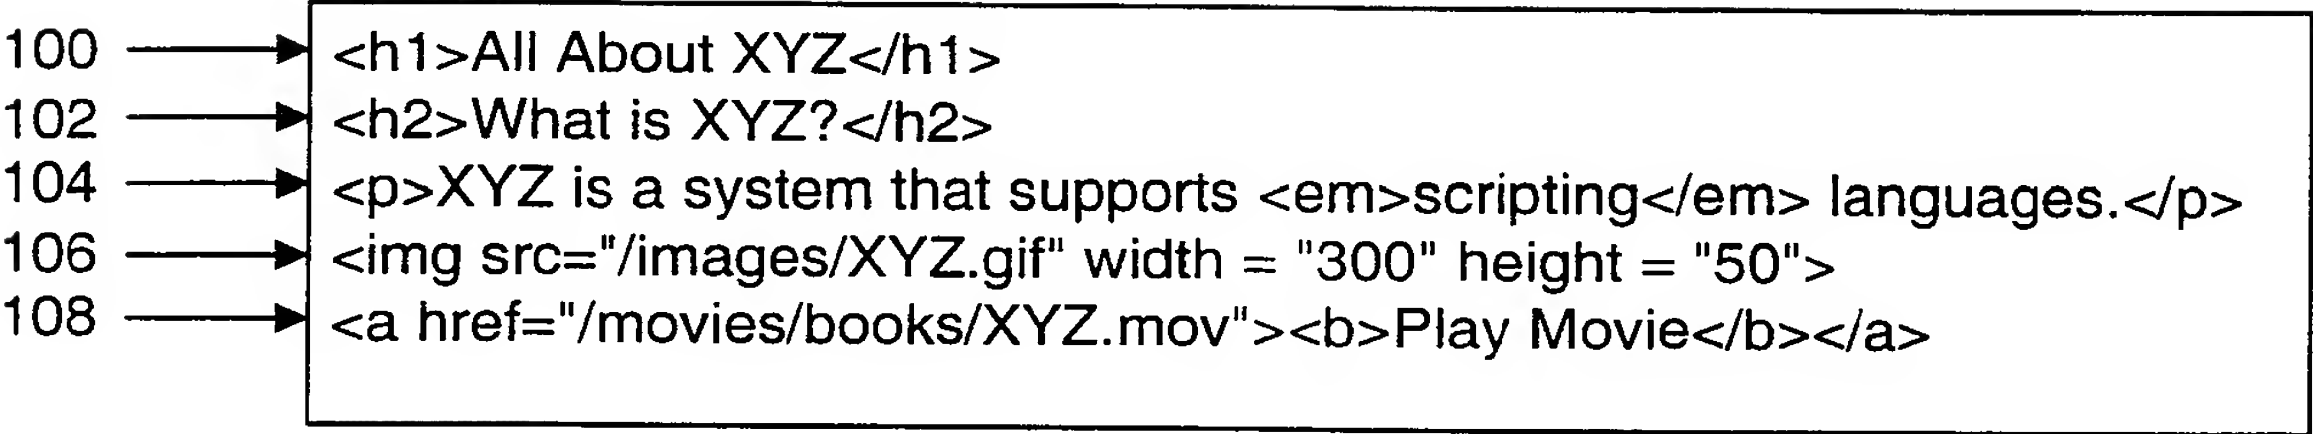 100 <h1>All About XYZ</h1>
102 <h2>What is XYZ?</h2>
104 <p>XYZ is a system that supports <em>scripting</em> languages.</p>
106 <img src="/images/XYZ.gif" width = "300" height = "50">
108 <a href="/movies/books/XYZ.mov"><b>Play Movie</b></a>